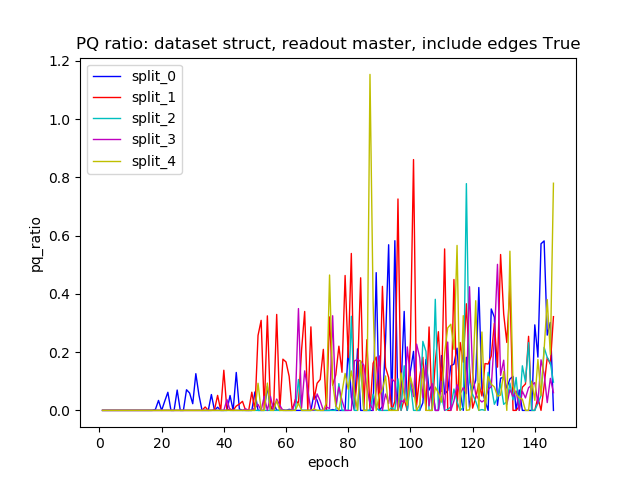 PQ ratio: dataset struct, readout master, include edges True
split_0
split_1
split_2
split_3
split_4
pq_ratio
1.2
1.0
0.8
0.6
0.4
0.2
0.0
0 20 40 60 80 100 120 140
epoch